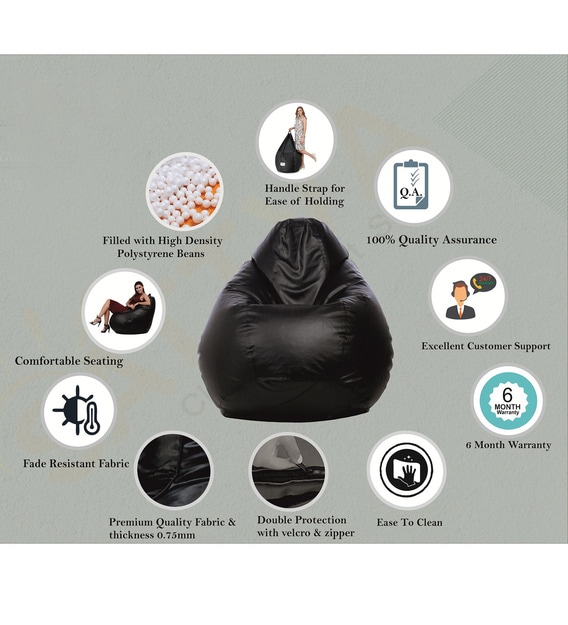 Handle Strap for
Ease of Holding
Q.A.
100% Quality Assurance
Filled with High Density
Polystyrene Beans
24/7
Excellent Customer Support
Comfortable Seating
6
MONTH
Warranty
6 Month Warranty
Fade Resistant Fabric
Premium Quality Fabric &
thickness 0.75mm
Double Protection
with velcro & zipper
Ease To Clean